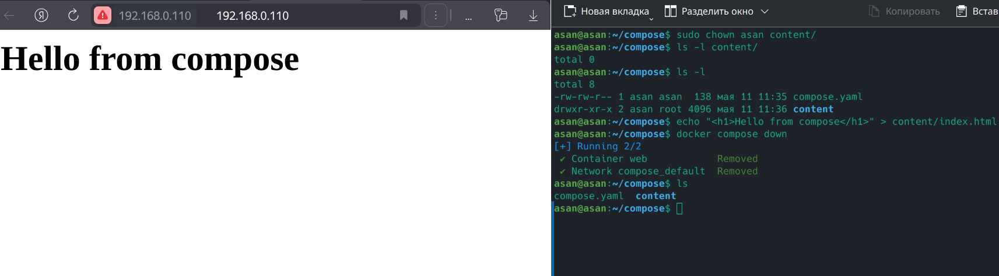 192.168.0.110 192.168.0.110 ...
Hello from compose
Новая вкладка Разделить окно Копировать Встав
asan@asan:~/compose$ sudo chown asan content/
asan@asan:~/compose$ ls -l content/
total 0
asan@asan:~/compose$ ls -l
total 8
-rw-rw-r-- 1 asan asan  138 мая 11 11:35 compose.yaml
drwxr-xr-x 2 asan root 4096 мая 11 11:36 content
asan@asan:~/compose$ echo "<h1>Hello from compose</h1>" > content/index.html
asan@asan:~/compose$ docker compose down
[+] Running 2/2
 ✔ Container web            Removed
 ✔ Network compose_default  Removed
asan@asan:~/compose$ ls
compose.yaml  content
asan@asan:~/compose$